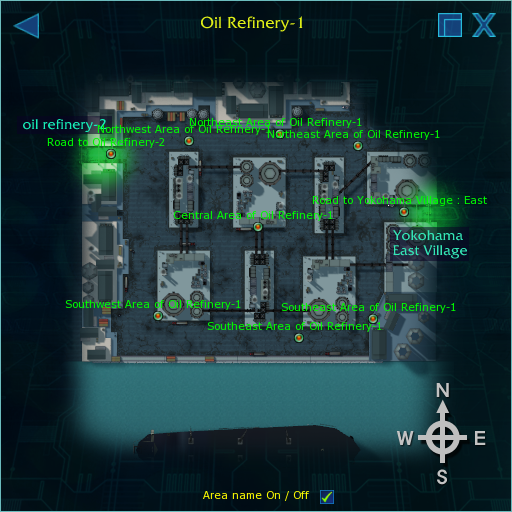 Oil Refinery-1
oil refinery-2
Northeast Area of Oil Refinery-1
Northwest Area of Oil Refinery-1
Northeast Area of Oil Refinery-1
Road to Oil Refinery-2
Road to Yokohama Village : East
Central Area of Oil Refinery-1
Yokohama
East Village
Southwest Area of Oil Refinery-1
Southeast Area of Oil Refinery-1
Southeast Area of Oil Refinery-1
N
W E
S
Area name On / Off